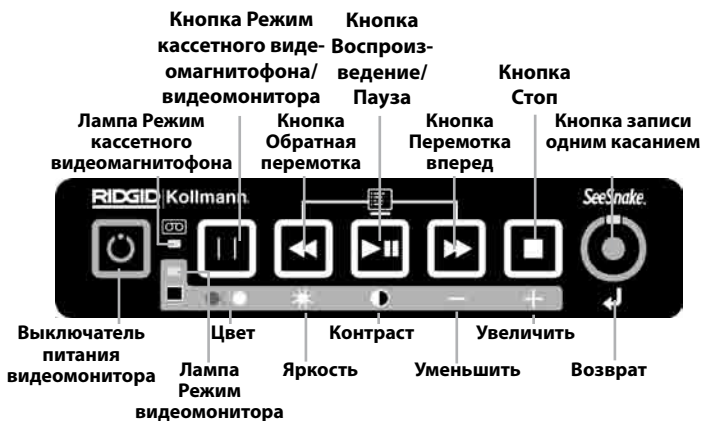 Кнопка Режим
кассетного виде-
омагнитофона/
видеомонитора
Кнопка
Воспроиз-
ведение/
Пауза
Кнопка
Стоп
Лампа Режим
кассетного
видеомагнитофона
Кнопка
Обратная
перемотка
Кнопка
Перемотка
вперед
Кнопка записи
одним касанием
RIDGID Kollmann.
SeeSnake.
Выключатель
питания
видеомонитора
Лампа
Режим
видеомонитора
Цвет
Яркость
Контраст
Уменьшить
Увеличить
Возврат